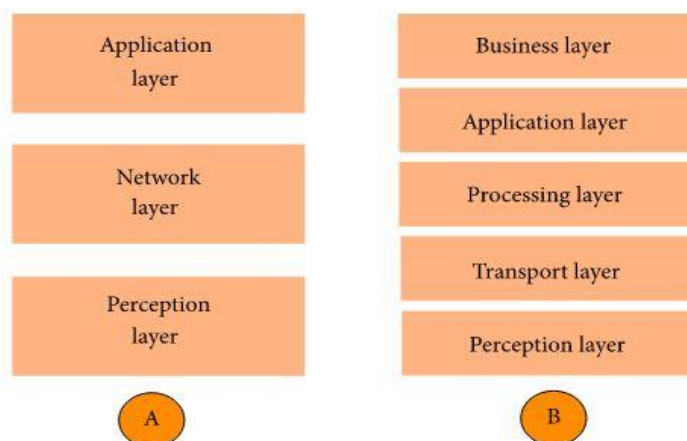 Application
layer
Network
layer
Perception
layer
A
Business layer
Application layer
Processing layer
Transport layer
Perception layer
B